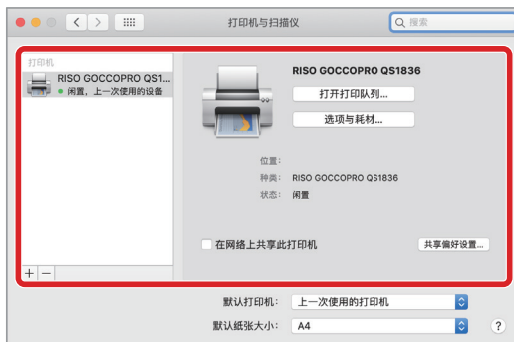 打印机与扫描仪
搜索
打印机
RISO GOCCOPRO QS1...
闲置，上一次使用的设备
RISO GOCCOPRO QS1836
打开打印队列...
选项与耗材...
位置：
种类： RISO GOCCOPRO QS1836
状态： 闲置
在网络上共享此打印机
共享偏好设置...
+ −
默认打印机： 上一次使用的打印机
默认纸张大小： A4
?